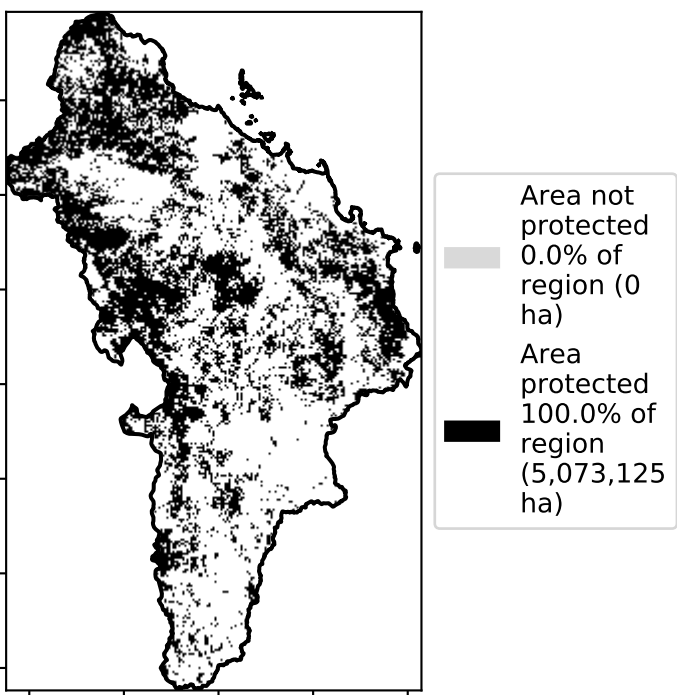 Area not
protected
0.0% of
region (0
ha)
Area
protected
100.0% of
region
(5,073,125
ha)